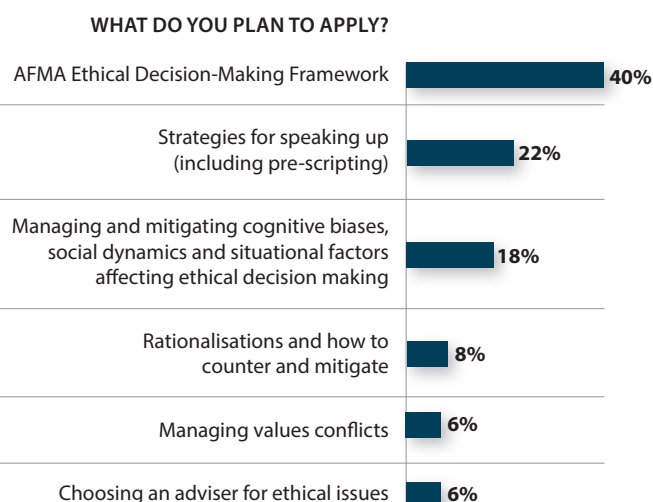 WHAT DO YOU PLAN TO APPLY?
AFMA Ethical Decision-Making Framework
40%
Strategies for speaking up
(including pre-scripting)
22%
Managing and mitigating cognitive biases,
social dynamics and situational factors
affecting ethical decision making
18%
Rationalisations and how to
counter and mitigate
8%
Managing values conflicts
6%
Choosing an adviser for ethical issues
6%